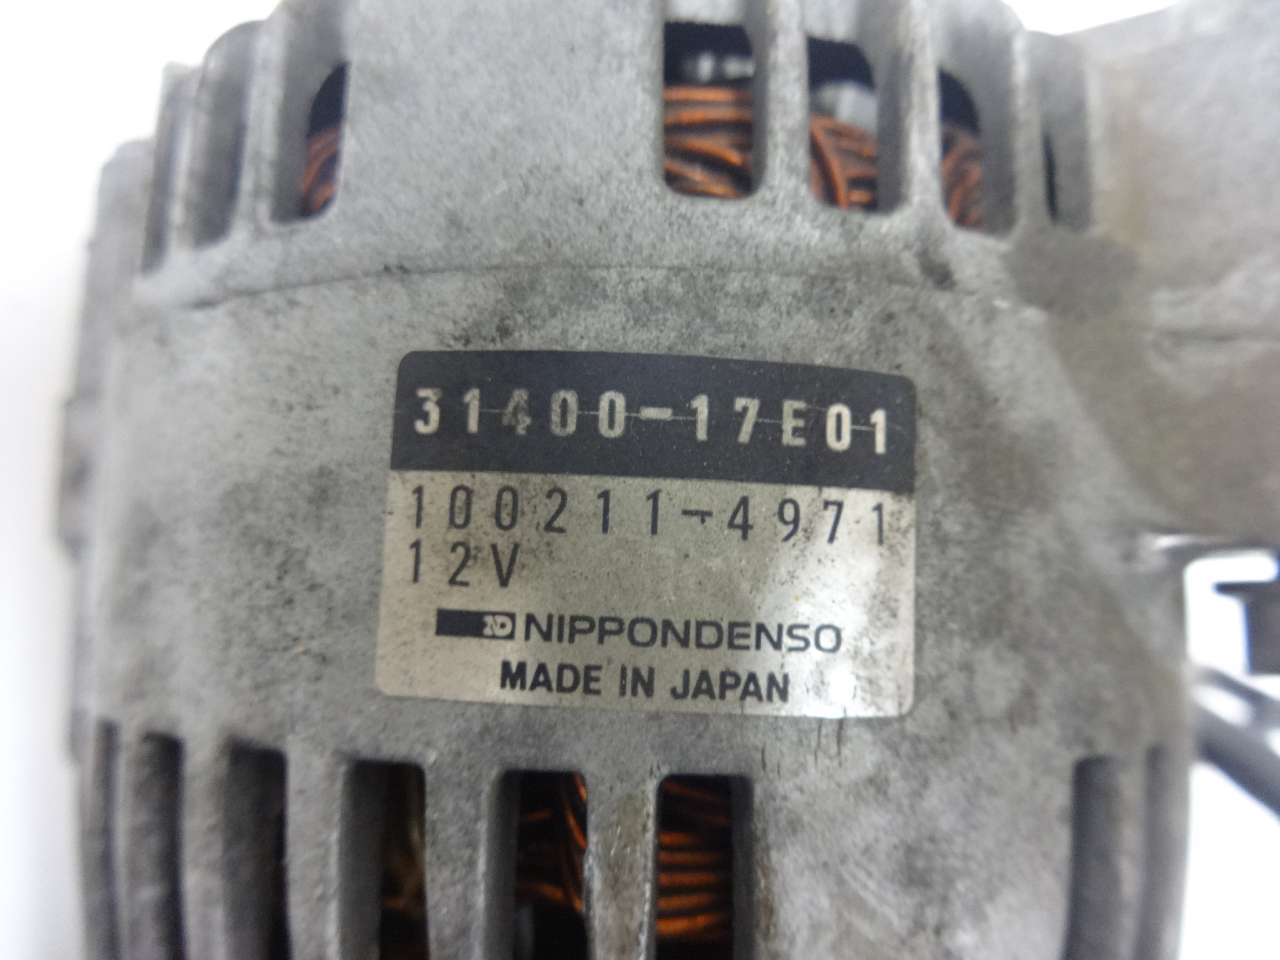 31400-17E01
100211-4971
12V
ND NIPPONDENSO
MADE IN JAPAN